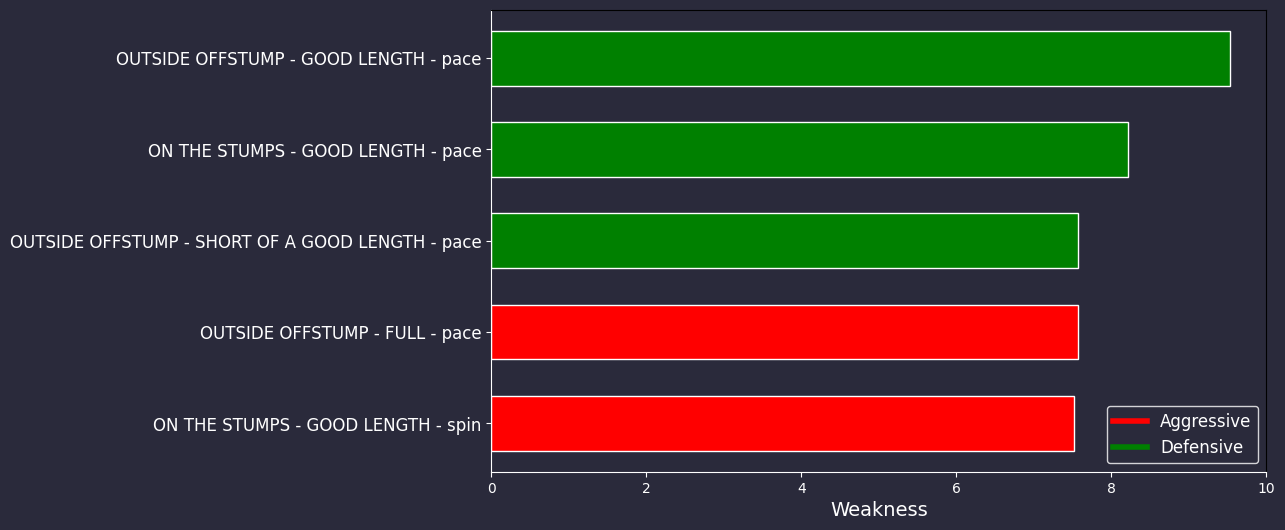 OUTSIDE OFFSTUMP - GOOD LENGTH - pace
ON THE STUMPS - GOOD LENGTH - pace
OUTSIDE OFFSTUMP - SHORT OF A GOOD LENGTH - pace
OUTSIDE OFFSTUMP - FULL - pace
ON THE STUMPS - GOOD LENGTH - spin
Aggressive
Defensive
0 2 4 6 8 10
Weakness